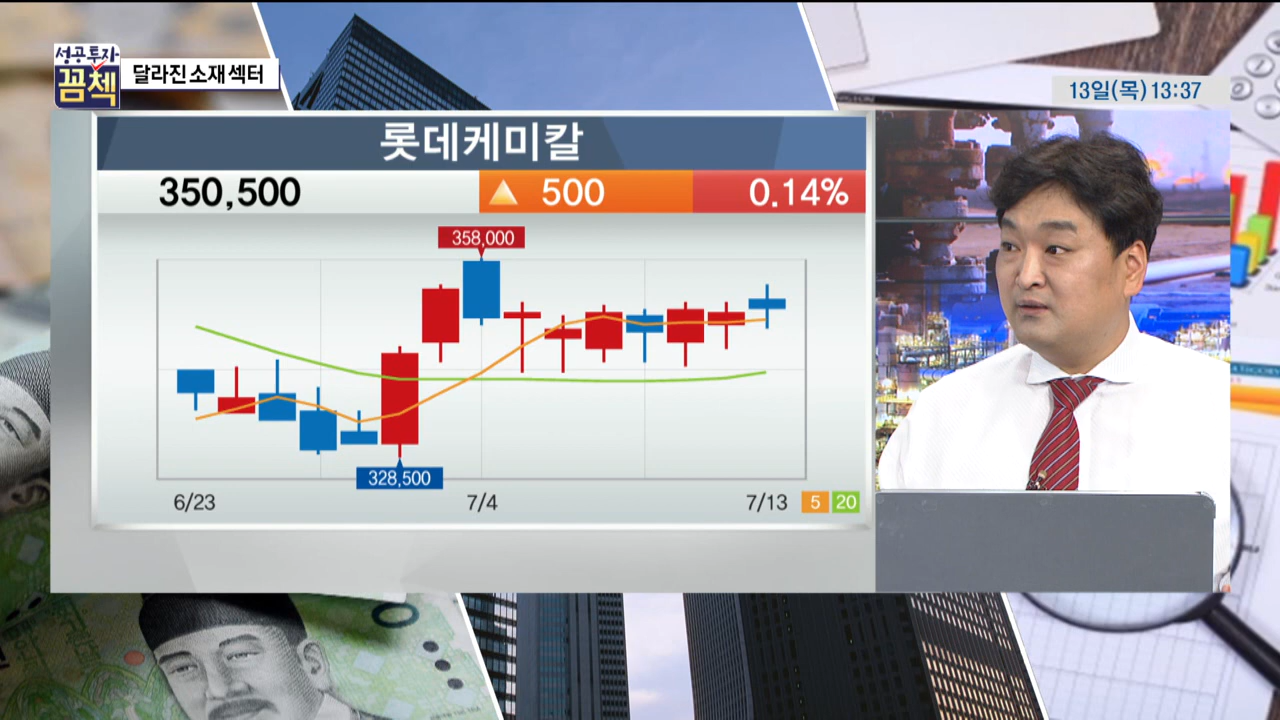 성공투자
꼼첵
달라진 소재 섹터
13일(목) 13:37
롯데케미칼
350,500 ▲ 500 0.14%
358,000
328,500
6/23 7/4 7/13 5 20